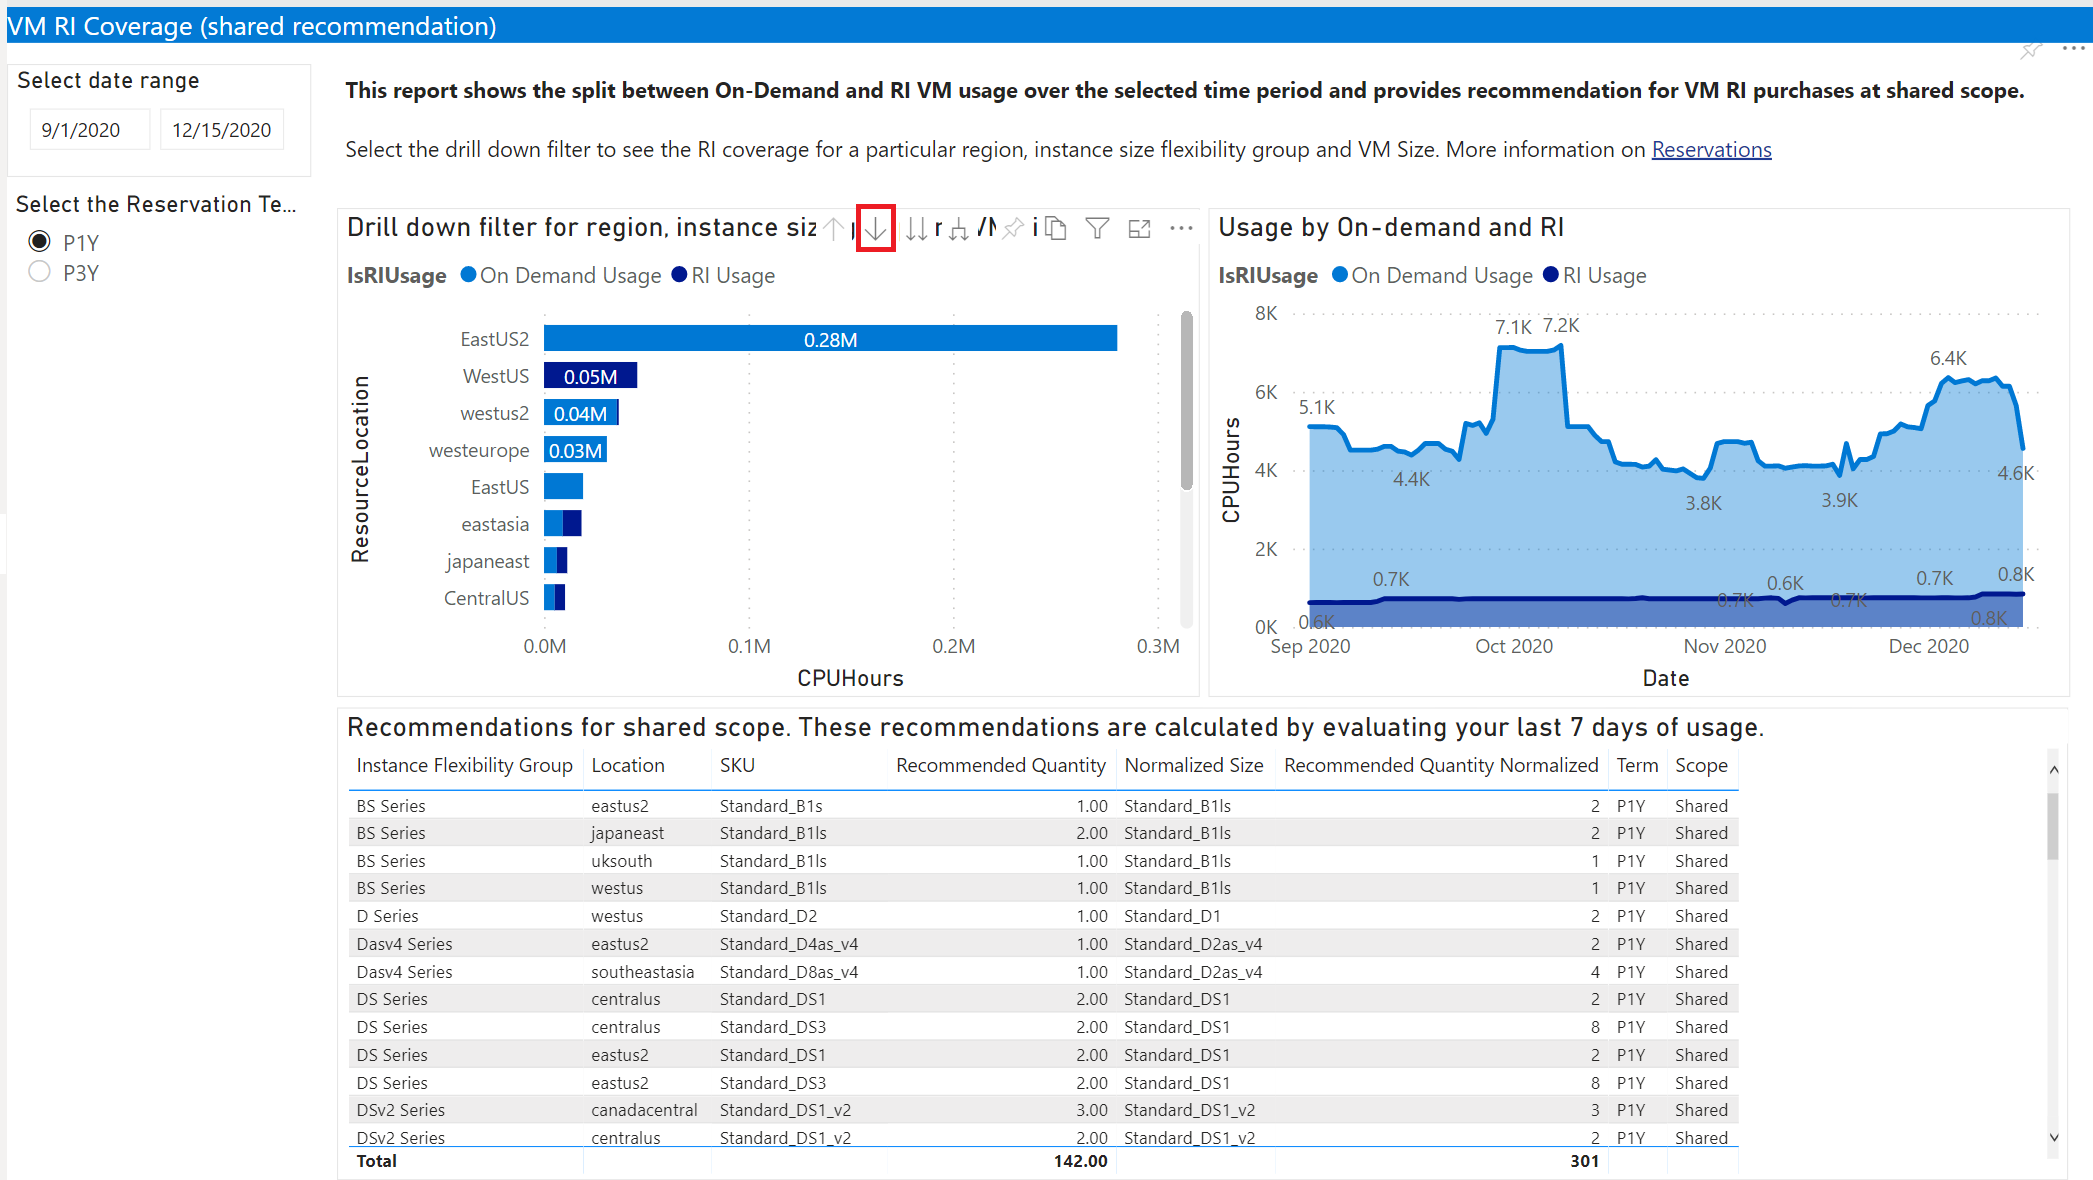 VM RI Coverage (shared recommendation)
Select date range
9/1/2020 12/15/2020
Select the Reservation Te...
P1Y
P3Y
This report shows the split between On-Demand and RI VM usage over the selected time period and provides recommendation for VM RI purchases at shared scope.
Select the drill down filter to see the RI coverage for a particular region, instance size flexibility group and VM Size. More information on Reservations
Drill down filter for region, instance siz
IsRIUsage On Demand Usage RI Usage
ResourceLocation
EastUS2 0.28M
WestUS 0.05M
westus2 0.04M
westeurope 0.03M
EastUS
eastasia
japaneast
CentralUS
0.0M 0.1M 0.2M 0.3M
CPUHours
Usage by On-demand and RI
IsRIUsage On Demand Usage RI Usage
CPUHours
8K
7.1K 7.2K
6.4K
6K
5.1K
4K
4.4K
4.6K
3.8K
3.9K
2K
0.7K
0.6K
0.7K
0.8K
0.7K
0.7K
0K
0.6K
0.8K
Sep 2020 Oct 2020 Nov 2020 Dec 2020
Date
Recommendations for shared scope. These recommendations are calculated by evaluating your last 7 days of usage.
Instance Flexibility Group Location SKU Recommended Quantity Normalized Size Recommended Quantity Normalized Term Scope
BS Series eastus2 Standard_B1s 1.00 Standard_B1ls 2 P1Y Shared
BS Series japaneast Standard_B1ls 2.00 Standard_B1ls 2 P1Y Shared
BS Series uksouth Standard_B1ls 1.00 Standard_B1ls 1 P1Y Shared
BS Series westus Standard_B1ls 1.00 Standard_B1ls 1 P1Y Shared
D Series westus Standard_D2 1.00 Standard_D1 2 P1Y Shared
Dasv4 Series eastus2 Standard_D4as_v4 1.00 Standard_D2as_v4 2 P1Y Shared
Dasv4 Series southeastasia Standard_D8as_v4 1.00 Standard_D2as_v4 4 P1Y Shared
DS Series centralus Standard_DS1 2.00 Standard_DS1 2 P1Y Shared
DS Series centralus Standard_DS3 2.00 Standard_DS1 8 P1Y Shared
DS Series eastus2 Standard_DS1 2.00 Standard_DS1 2 P1Y Shared
DS Series eastus2 Standard_DS3 2.00 Standard_DS1 8 P1Y Shared
DSv2 Series canadacentral Standard_DS1_v2 3.00 Standard_DS1_v2 3 P1Y Shared
DSv2 Series centralus Standard_DS1_v2 2.00 Standard_DS1_v2 2 P1Y Shared
Total 142.00 301